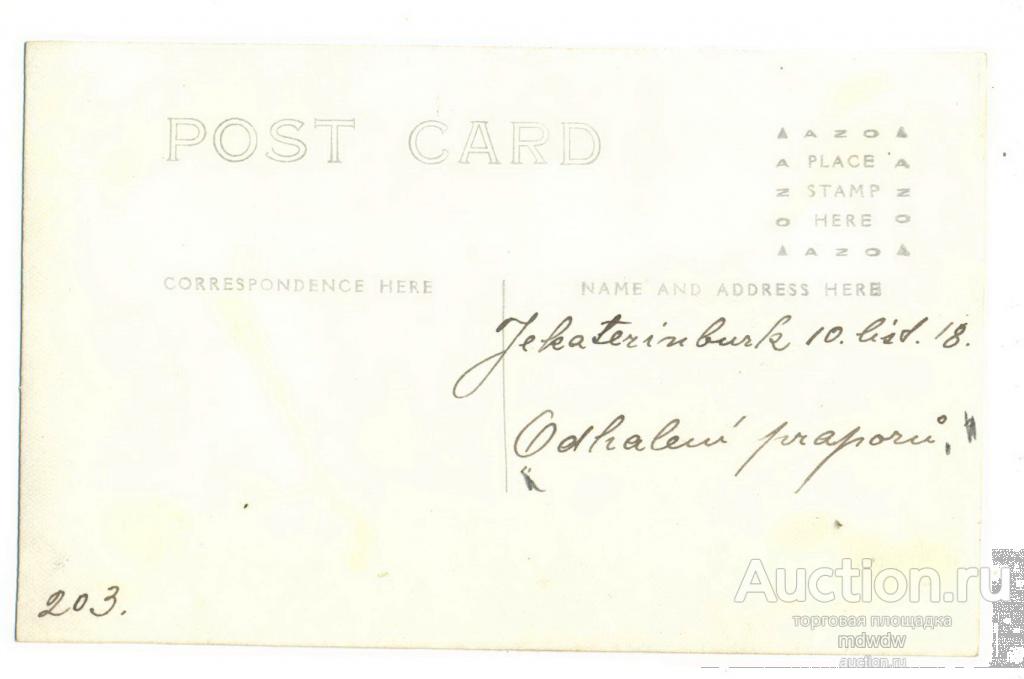 POST CARD
AZO
A PLACE A
Z STAMP Z
O HERE O
AZO
CORRESPONDENCE HERE
NAME AND ADDRESS HERE
Jekaterinburk 10. list. 18.
"Odhalení praporů,"
203.
Auction.ru
торговая площадка
mdwdw
auction.ru